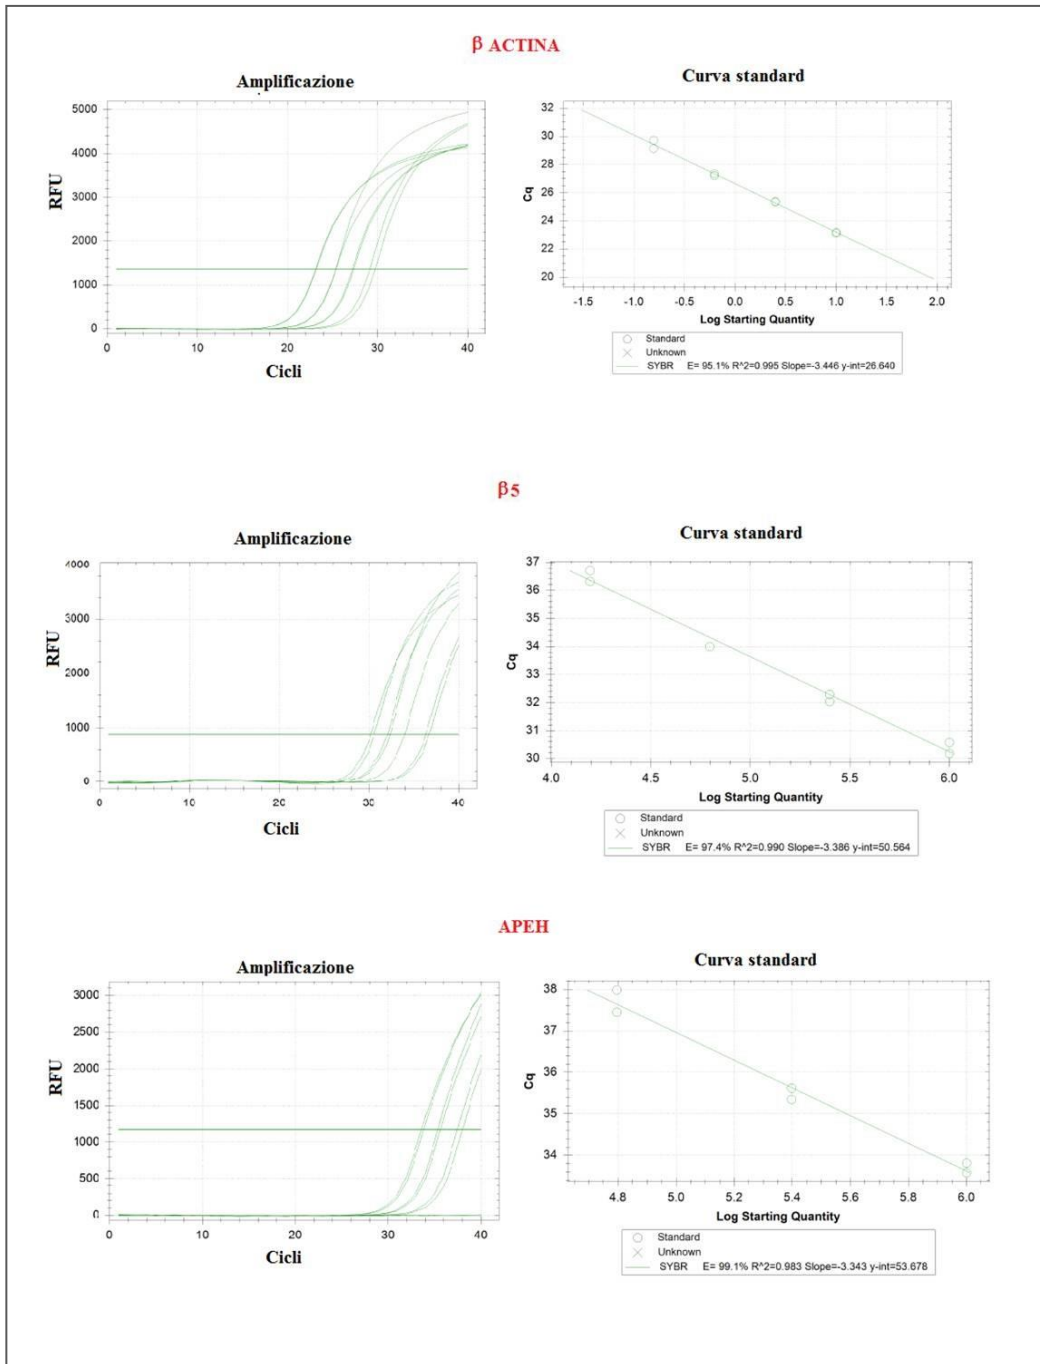 β ACTINA
Amplificazione
RFU
5000
4000
3000
2000
1000
0
0 10 20 30 40
Cicli
Curva standard
Cq
32
30
28
26
24
22
20
-1.5 -1.0 -0.5 0.0 0.5 1.0 1.5 2.0
Log Starting Quantity
Standard
Unknown
SYBR E= 95.1% R^2=0.995 Slope=-3.446 y-int=26.640
β5
Amplificazione
RFU
4000
3000
2000
1000
0
0 10 20 30 40
Cicli
Curva standard
Cq
37
36
35
34
33
32
31
30
4.0 4.5 5.0 5.5 6.0
Log Starting Quantity
Standard
Unknown
SYBR E= 97.4% R^2=0.990 Slope=-3.386 y-int=50.564
APEH
Amplificazione
RFU
3000
2500
2000
1500
1000
500
0
0 10 20 30 40
Cicli
Curva standard
Cq
38
37
36
35
34
4.8 5.0 5.2 5.4 5.6 5.8 6.0
Log Starting Quantity
Standard
Unknown
SYBR E= 99.1% R^2=0.983 Slope=-3.343 y-int=53.678